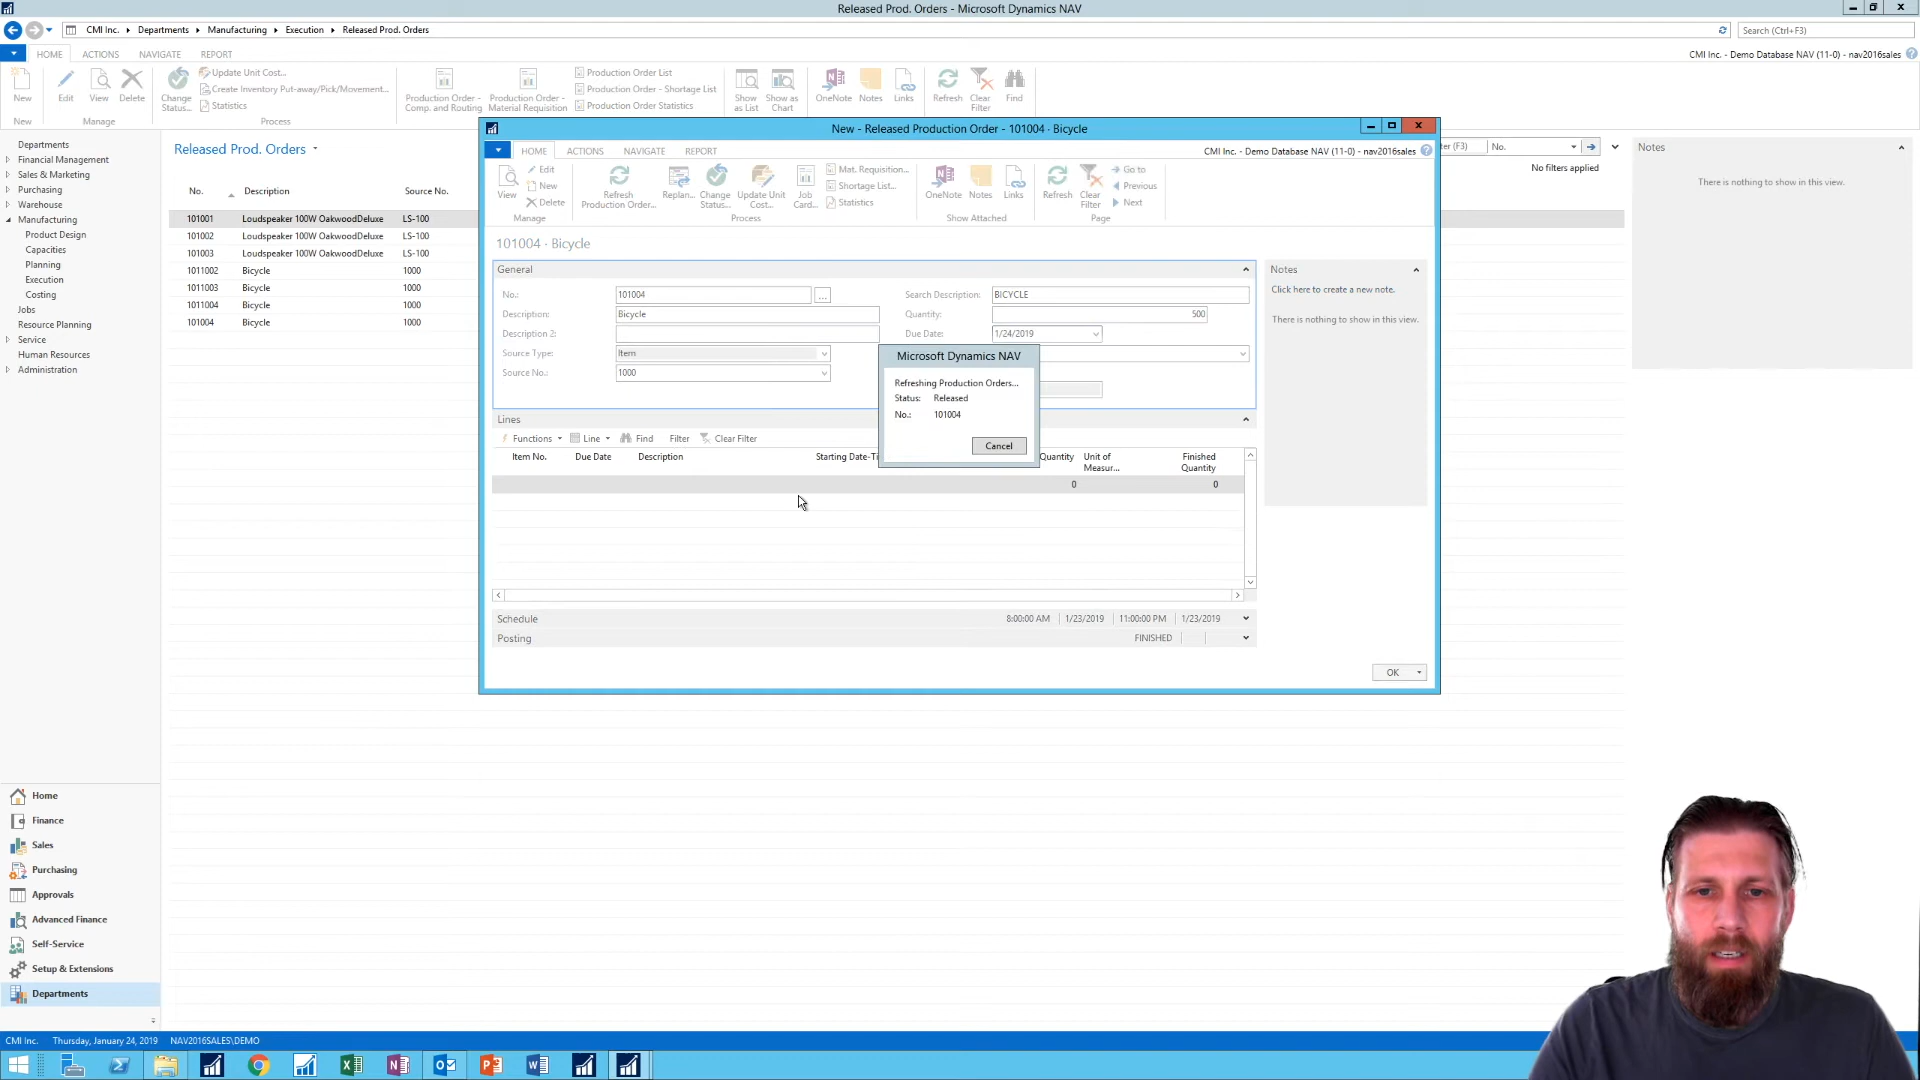 Released Prod. Orders - Microsoft Dynamics NAV
CMI Inc. Departments Manufacturing Execution Released Prod. Orders
Search (Ctrl+F3)
HOME ACTIONS NAVIGATE REPORT
CMI Inc. - Demo Database NAV (11-0) - nav2016sales
New
Edit
View
Delete
Change Status...
Update Unit Cost...
Create Inventory Put-away/Pick/Movement...
Statistics
Production Order - Comp. and Routing
Production Order - Material Requisition
Production Order List
Production Order - Shortage List
Production Order Statistics
Show as List
Show as Chart
OneNote
Notes
Links
Refresh
Clear Filter
Find
New
Manage
Process
Departments
Financial Management
Sales & Marketing
Purchasing
Warehouse
Manufacturing
Product Design
Capacities
Planning
Execution
Costing
Jobs
Resource Planning
Service
Human Resources
Administration
Released Prod. Orders
No. Description Source No.
101001 Loudspeaker 100W OakwoodDeluxe LS-100
101002 Loudspeaker 100W OakwoodDeluxe LS-100
101003 Loudspeaker 100W OakwoodDeluxe LS-100
1011002 Bicycle 1000
1011003 Bicycle 1000
1011004 Bicycle 1000
101004 Bicycle 1000
ter (F3) No.
No filters applied
Notes
There is nothing to show in this view.
New - Released Production Order - 101004 · Bicycle
HOME ACTIONS NAVIGATE REPORT
CMI Inc. - Demo Database NAV (11-0) - nav2016sales
View
Edit
New
Delete
Refresh Production Order...
Replan...
Change Status...
Update Unit Cost...
Job Card...
Mat. Requisition...
Shortage List...
Statistics
OneNote
Notes
Links
Refresh
Clear Filter
Go to
Previous
Next
Manage
Process
Show Attached
Page
101004 · Bicycle
General
No.: 101004 ...
Description: Bicycle
Description 2:
Source Type: Item
Source No.: 1000
Search Description: BICYCLE
Quantity: 500
Due Date: 1/24/2019
Notes
Click here to create a new note.
There is nothing to show in this view.
Microsoft Dynamics NAV
Refreshing Production Orders...
Status: Released
No.: 101004
Cancel
Lines
Functions Line Find Filter Clear Filter
Item No. Due Date Description Starting Date-Ti Quantity Unit of Measur... Finished Quantity
0 0
Schedule 8:00:00 AM 1/23/2019 11:00:00 PM 1/23/2019
Posting FINISHED
OK
Home
Finance
Sales
Purchasing
Approvals
Advanced Finance
Self-Service
Setup & Extensions
Departments
CMI Inc. Thursday, January 24, 2019 NAV2016SALES\DEMO